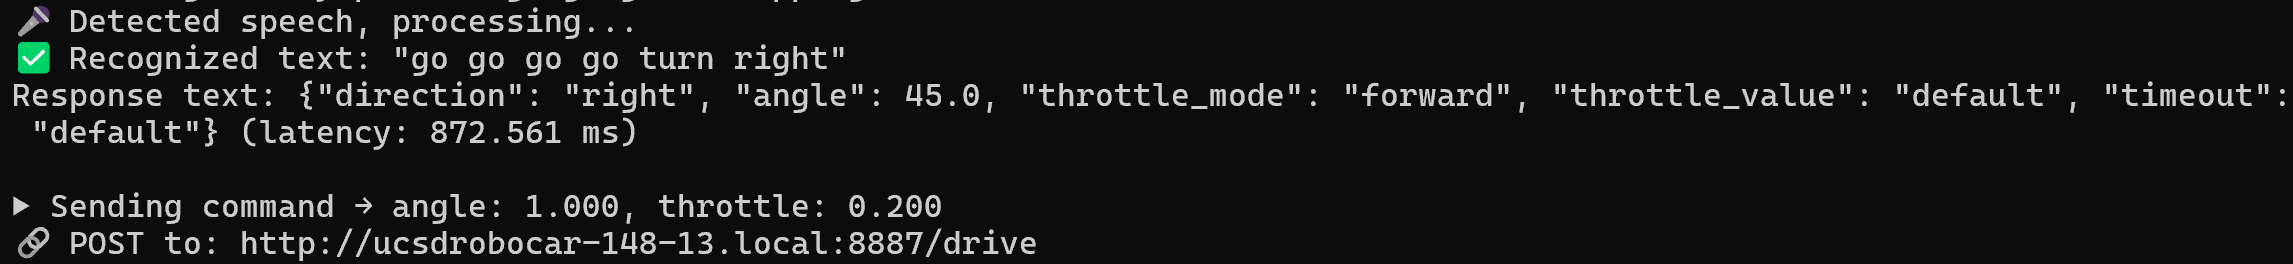 Detected speech, processing...
Recognized text: "go go go go turn right"
Response text: {"direction": "right", "angle": 45.0, "throttle_mode": "forward", "throttle_value": "default", "timeout":
"default"} (latency: 872.561 ms)
▶ Sending command → angle: 1.000, throttle: 0.200
POST to: http://ucsdrobocar-148-13.local:8887/drive